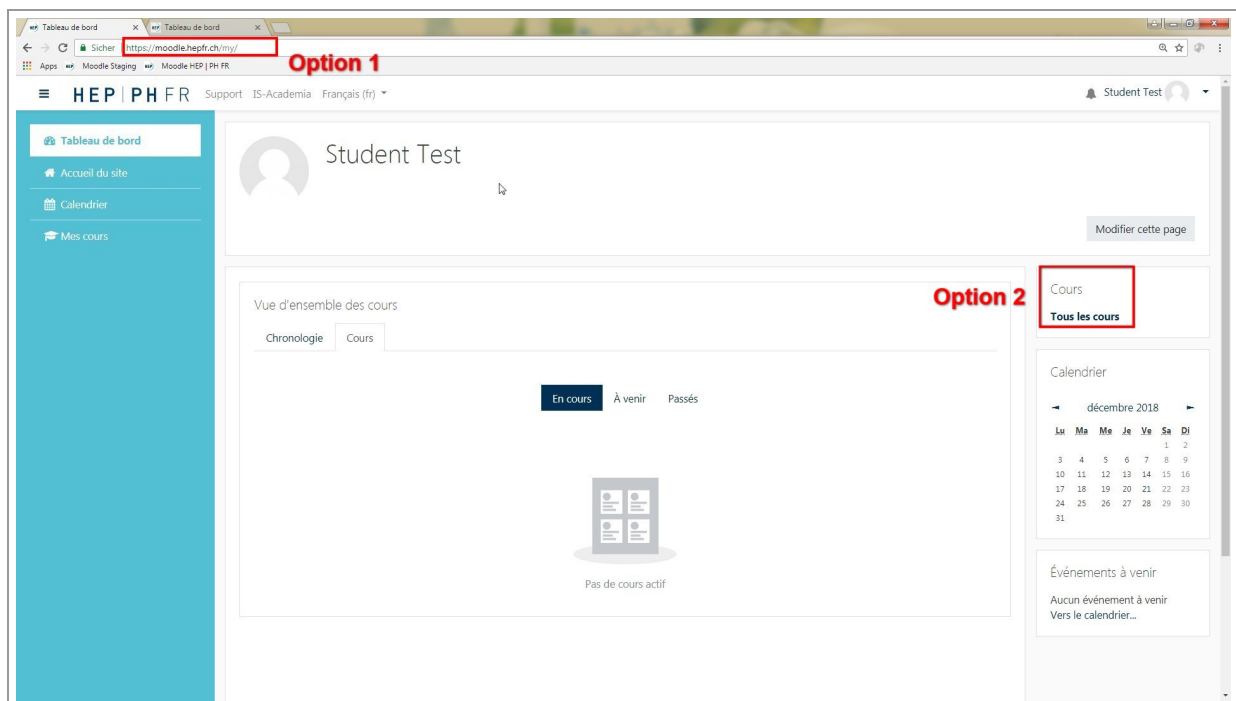 HEP Tableau de bord × HEP Tableau de bord ×
Sicher https://moodle.hepfr.ch/my/
Option 1
Apps HEP Moodle Staging HEP Moodle HEP | PH FR
HEP | PH FR Support IS-Academia Français (fr) Student Test
Tableau de bord
Accueil du site
Calendrier
Mes cours
Student Test
Modifier cette page
Vue d'ensemble des cours
Chronologie Cours
En cours À venir Passés
Pas de cours actif
Option 2
Cours
Tous les cours
Calendrier
◄ décembre 2018 ►
Lu Ma Me Je Ve Sa Di
1 2
3 4 5 6 7 8 9
10 11 12 13 14 15 16
17 18 19 20 21 22 23
24 25 26 27 28 29 30
31
Événements à venir
Aucun événement à venir
Vers le calendrier...